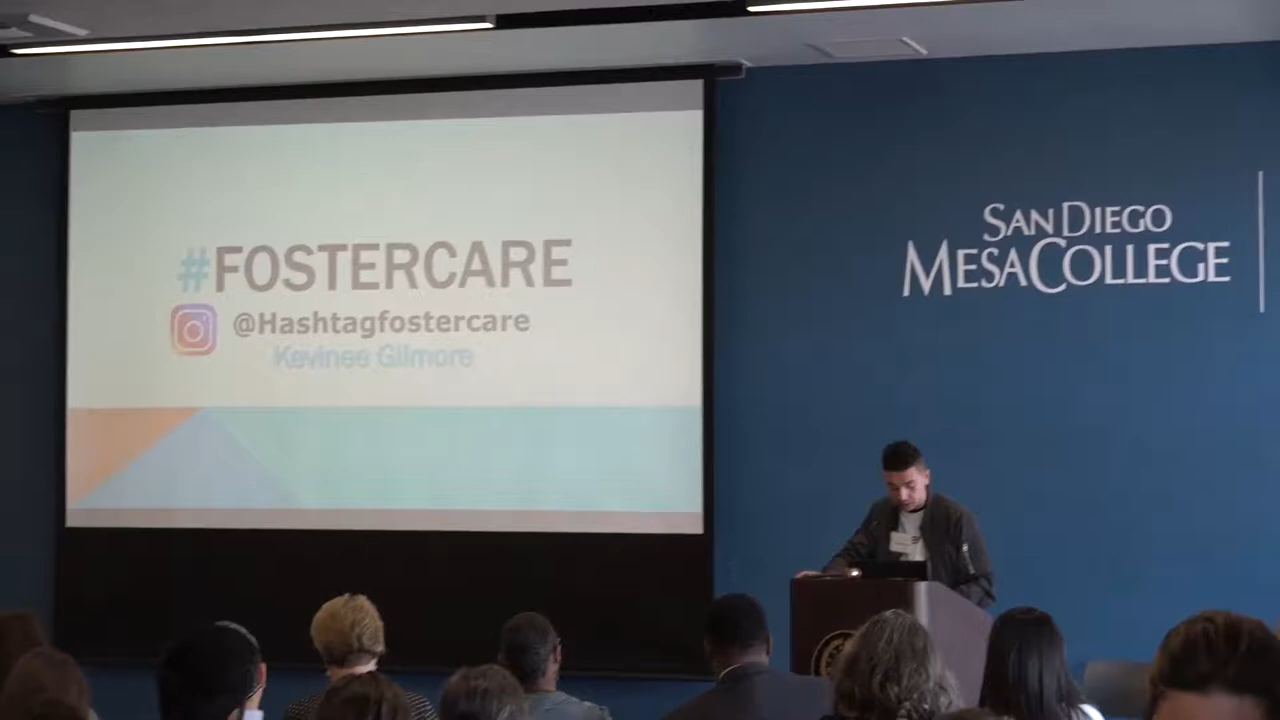 #FOSTERCARE
@Hashtagfostercare
Kevinee Gilmore
SAN DIEGO
MESA COLLEGE